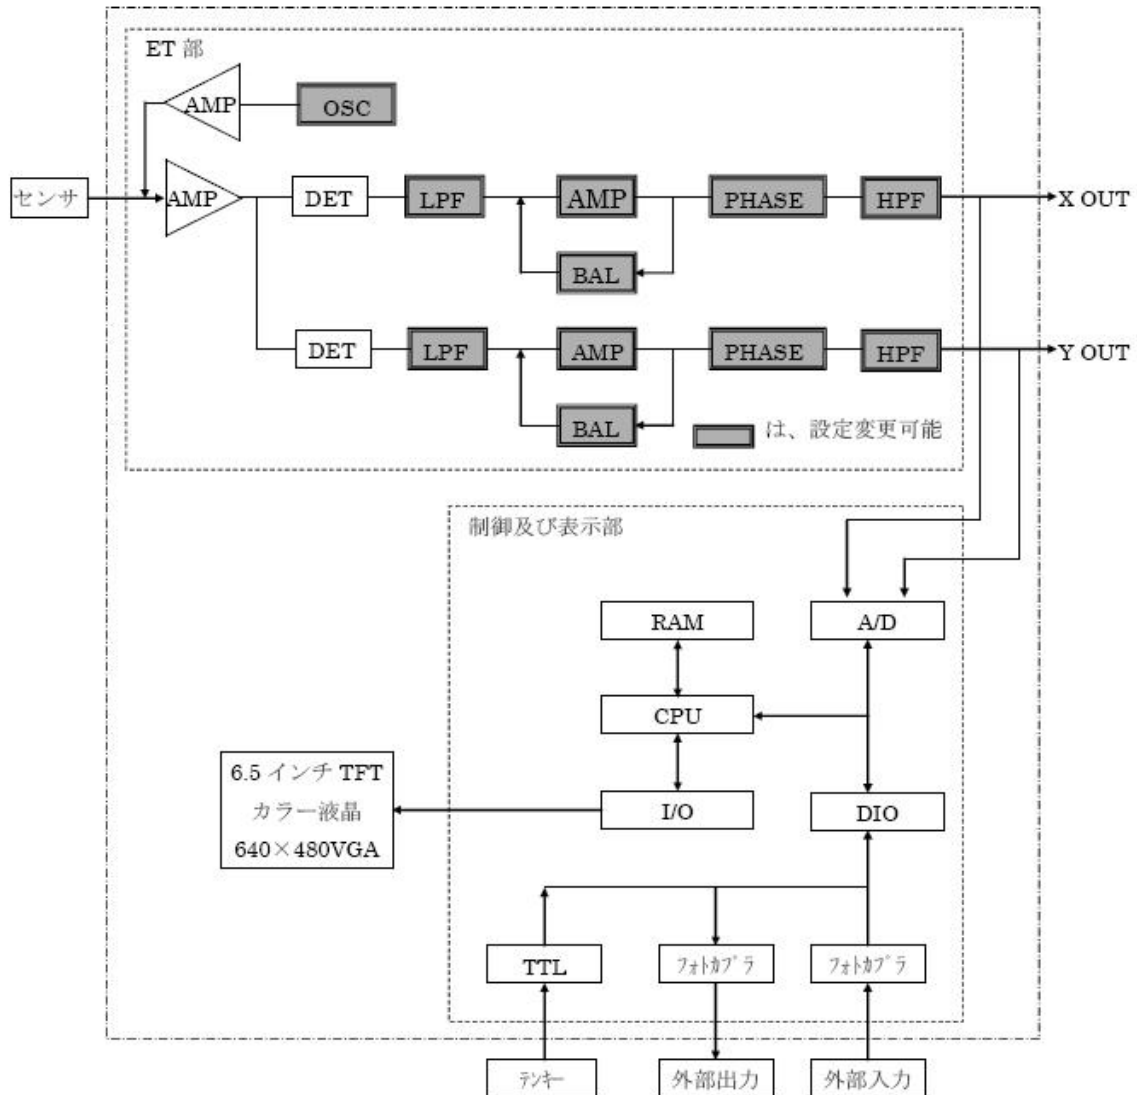 ET 部
AMP
OSC
センサ
AMP
DET
LPF
AMP
PHASE
HPF
X OUT
BAL
DET
LPF
AMP
PHASE
HPF
Y OUT
BAL
は、設定変更可能
制御及び表示部
RAM
A/D
CPU
6.5 インチ TFT
カラー液晶
640×480VGA
I/O
DIO
TTL
ﾌｫﾄｶﾌﾟﾗ
ﾌｫﾄｶﾌﾟﾗ
ﾃﾝｷｰ
外部出力
外部入力